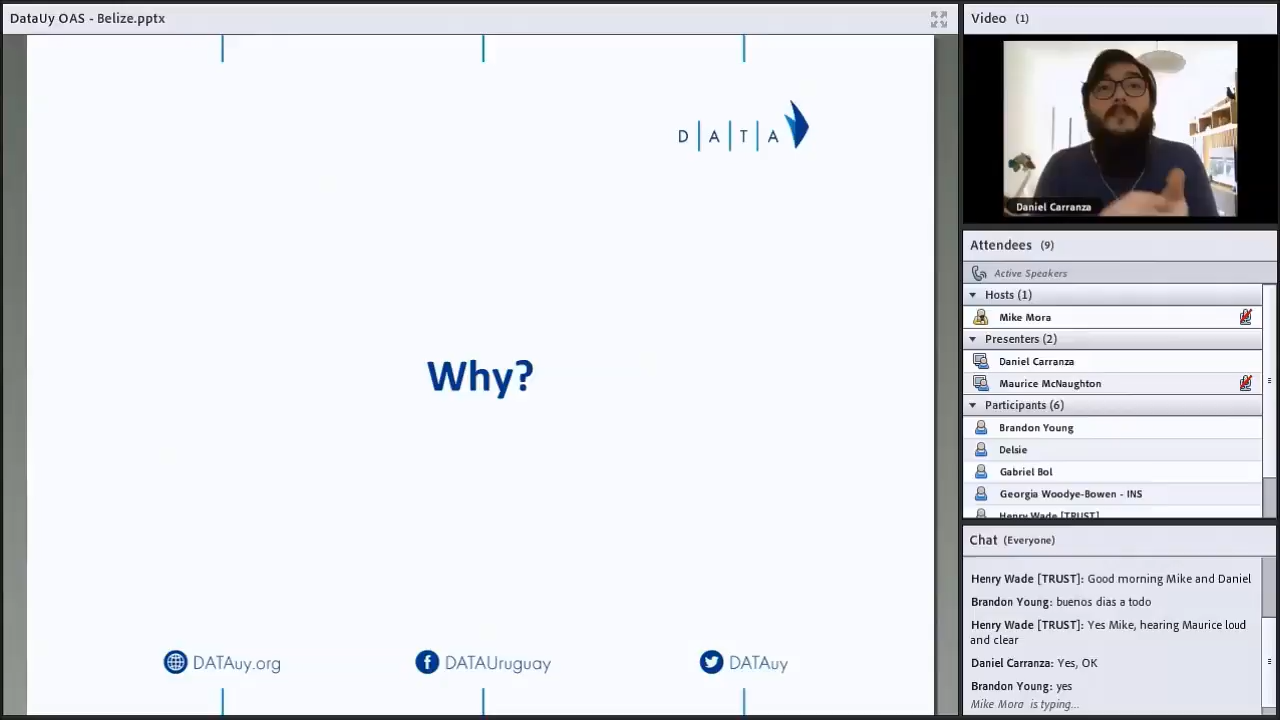 DataUy OAS - Belize.pptx
D|A|T|A
Why?
DATAuy.org
DATAUruguay
DATAuy
Video (1)
Daniel Carranza
Attendees (9)
Active Speakers
Hosts (1)
Mike Mora
Presenters (2)
Daniel Carranza
Maurice McNaughton
Participants (6)
Brandon Young
Delsie
Gabriel Bol
Georgia Woodye-Bowen - INS
Henry Wade [TRUST]
Chat (Everyone)
Henry Wade [TRUST]: Good morning Mike and Daniel
Brandon Young: buenos dias a todo
Henry Wade [TRUST]: Yes Mike, hearing Maurice loud
and clear
Daniel Carranza: Yes, OK
Brandon Young: yes
Mike Mora is typing...